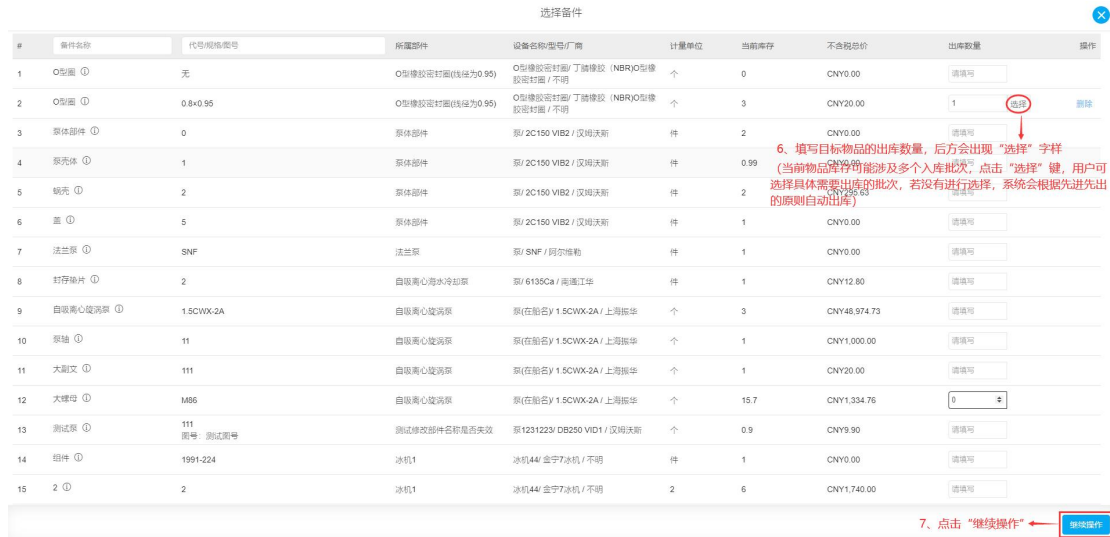 选择备件
# 备件名称 代号/规格/图号 所属部件 设备名称/型号/厂商 计量单位 当前库存 不含税总价 出库数量 操作
1 O型圈 无 O型橡胶密封圈(线径为0.95) O型橡胶密封圈/ 丁腈橡胶（NBR)O型橡胶密封圈 / 不明 个 0 CNY0.00 请填写
2 O型圈 0.8×0.95 O型橡胶密封圈(线径为0.95) O型橡胶密封圈/ 丁腈橡胶（NBR)O型橡胶密封圈 / 不明 个 3 CNY20.00 1 选择 删除
3 泵体部件 0 泵体部件 泵/ 2C150 VIB2 / 汉姆沃斯 件 2 CNY0.00 请填写
6、填写目标物品的出库数量，后方会出现“选择”字样
4 泵壳体 1 泵体部件 泵/ 2C150 VIB2 / 汉姆沃斯 件 0.99 CNY0.00 请填写
（当前物品库存可能涉及多个入库批次，点击“选择”键，用户可
选择具体需要出库的批次，若没有进行选择，系统会根据先进先出
的原则自动出库）
5 蜗壳 2 泵体部件 泵/ 2C150 VIB2 / 汉姆沃斯 件 2 CNY295.63 请填写
6 盖 5 泵体部件 泵/ 2C150 VIB2 / 汉姆沃斯 件 1 CNY0.00 请填写
7 法兰泵 SNF 法兰泵 泵/ SNF / 阿尔维勒 件 1 CNY0.00 请填写
8 封存垫片 2 自吸离心海水冷却泵 泵/ 6135Ca / 南通江华 件 1 CNY12.80 请填写
9 自吸离心旋涡泵 1.5CWX-2A 自吸离心旋涡泵 泵(在船名)/ 1.5CWX-2A / 上海振华 个 3 CNY48,974.73 请填写
10 泵轴 11 自吸离心旋涡泵 泵(在船名)/ 1.5CWX-2A / 上海振华 个 1 CNY1,000.00 请填写
11 大副文 111 自吸离心旋涡泵 泵(在船名)/ 1.5CWX-2A / 上海振华 个 1 CNY20.00 请填写
12 大螺母 M86 自吸离心旋涡泵 泵(在船名)/ 1.5CWX-2A / 上海振华 个 15.7 CNY1,334.76 0
13 测试泵 111 图号：测试图号 测试修改部件名称是否失效 泵1231223/ DB250 VID1 / 汉姆沃斯 个 0.9 CNY9.90 请填写
14 组件 1991-224 冰机1 冰机44/ 金宁7冰机 / 不明 件 1 CNY0.00 请填写
15 2 2 冰机1 冰机44/ 金宁7冰机 / 不明 2 6 CNY1,740.00 请填写
7、点击“继续操作” 继续操作